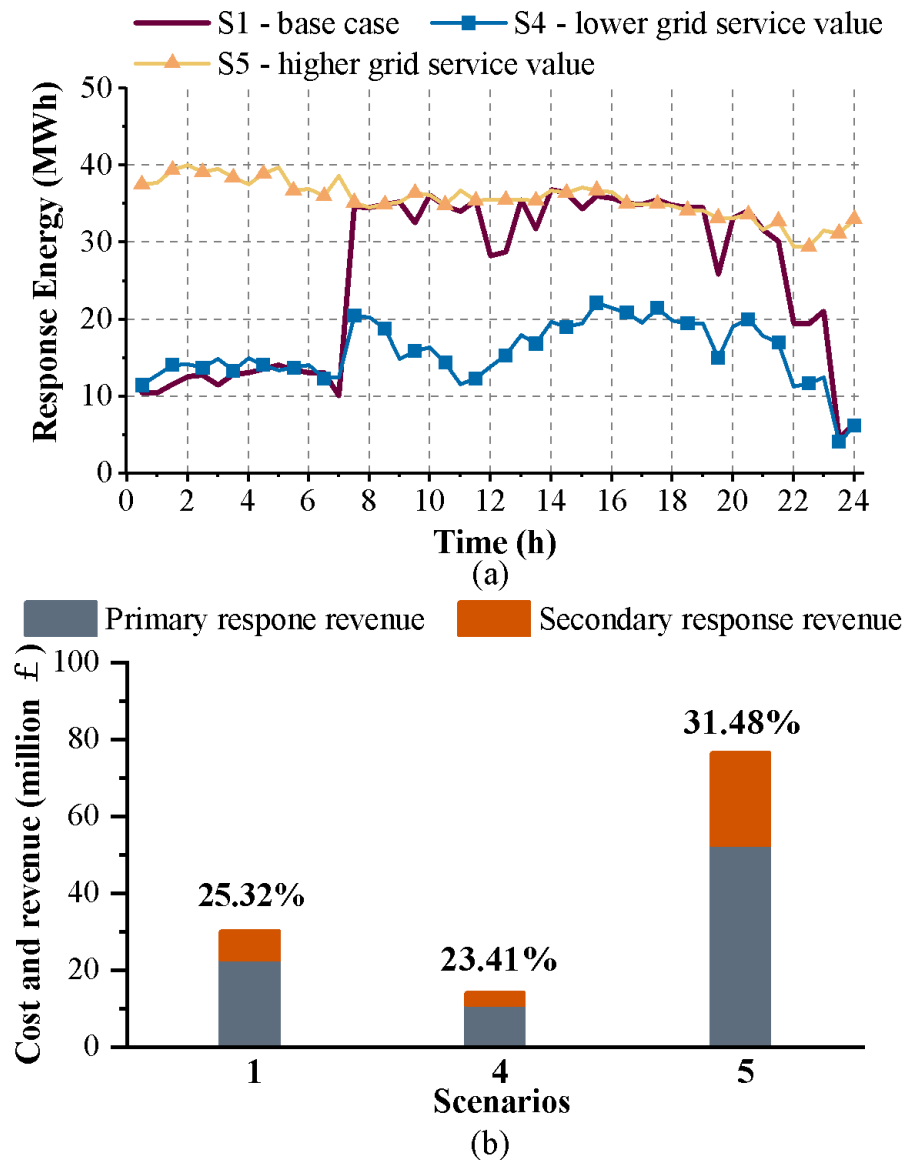 S1 - base case S4 - lower grid service value
S5 - higher grid service value
50
40
30
20
10
0
Response Energy (MWh)
0 2 4 6 8 10 12 14 16 18 20 22 24
Time (h)
(a)
Primary respone revenue Secondary response revenue
100
80
60
40
20
0
Cost and revenue (million £)
25.32%
23.41%
31.48%
1 4 5
Scenarios
(b)